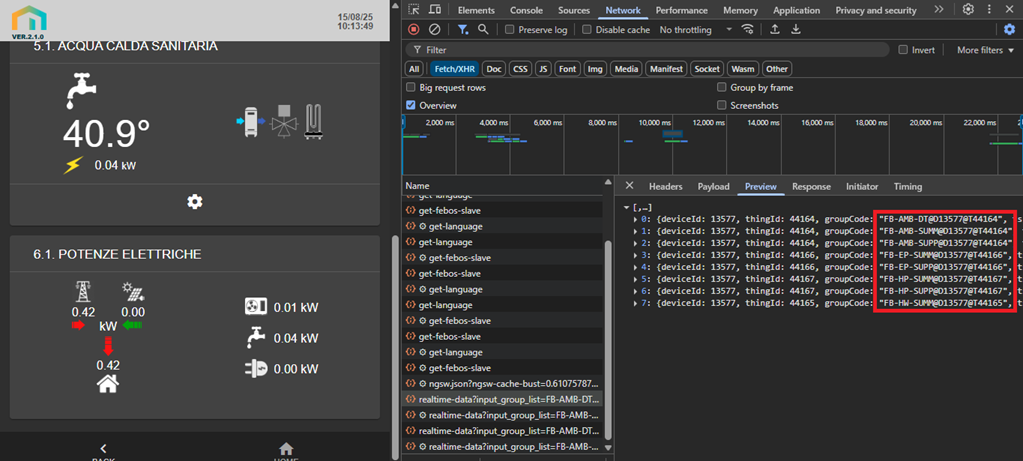 VER.2.1.0
15/08/25
10:13:49
5.1. ACQUA CALDA SANITARIA
40.9°
0.04 kW
6.1. POTENZE ELETTRICHE
0.42
0.00
kW
0.42
0.01 kW
0.04 kW
0.00 kW
HOME
Elements Console Sources Network Performance Memory Application Privacy and security
Preserve log Disable cache No throttling
Filter Invert More filters
All Fetch/XHR Doc CSS JS Font Img Media Manifest Socket Wasm Other
Big request rows Group by frame
Overview Screenshots
2,000 ms 4,000 ms 6,000 ms 8,000 ms 10,000 ms 12,000 ms 14,000 ms 16,000 ms 18,000 ms 20,000 ms 22,000 ms
Name
get-language
get-febos-slave
get-language
get-febos-slave
get-language
get-febos-slave
get-febos-slave
get-language
get-language
get-febos-slave
get-febos-slave
get-language
get-febos-slave
ngsw.json?ngsw-cache-bust=0.61075787...
realtime-data?input_group_list=FB-AMB-DT...
realtime-data?input_group_list=FB-AMB-...
realtime-data?input_group_list=FB-AMB-DT...
realtime-data?input_group_list=FB-AMB-...
Headers Payload Preview Response Initiator Timing
[,…]
0: {deviceId: 13577, thingId: 44164, groupCode: "FB-AMB-DT@D13577@T44164",
1: {deviceId: 13577, thingId: 44164, groupCode: "FB-AMB-SUMM@D13577@T44164"
2: {deviceId: 13577, thingId: 44164, groupCode: "FB-AMB-SUPP@D13577@T44164"
3: {deviceId: 13577, thingId: 44166, groupCode: "FB-EP-SUMM@D13577@T44166",
4: {deviceId: 13577, thingId: 44166, groupCode: "FB-EP-SUPP@D13577@T44166",
5: {deviceId: 13577, thingId: 44167, groupCode: "FB-HP-SUMM@D13577@T44167",
6: {deviceId: 13577, thingId: 44167, groupCode: "FB-HP-SUPP@D13577@T44167",
7: {deviceId: 13577, thingId: 44165, groupCode: "FB-HW-SUMM@D13577@T44165",